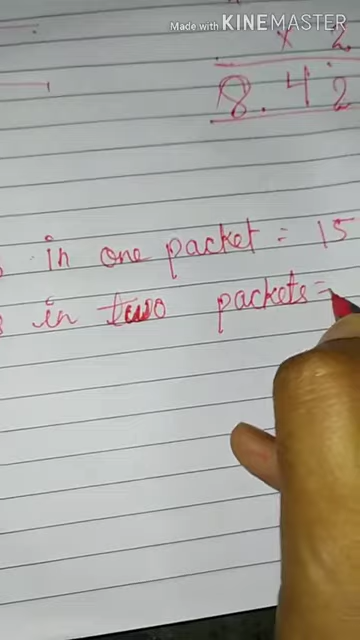 Made with KINEMASTER
x 2
8.42
in one packet = 15
in two packets =